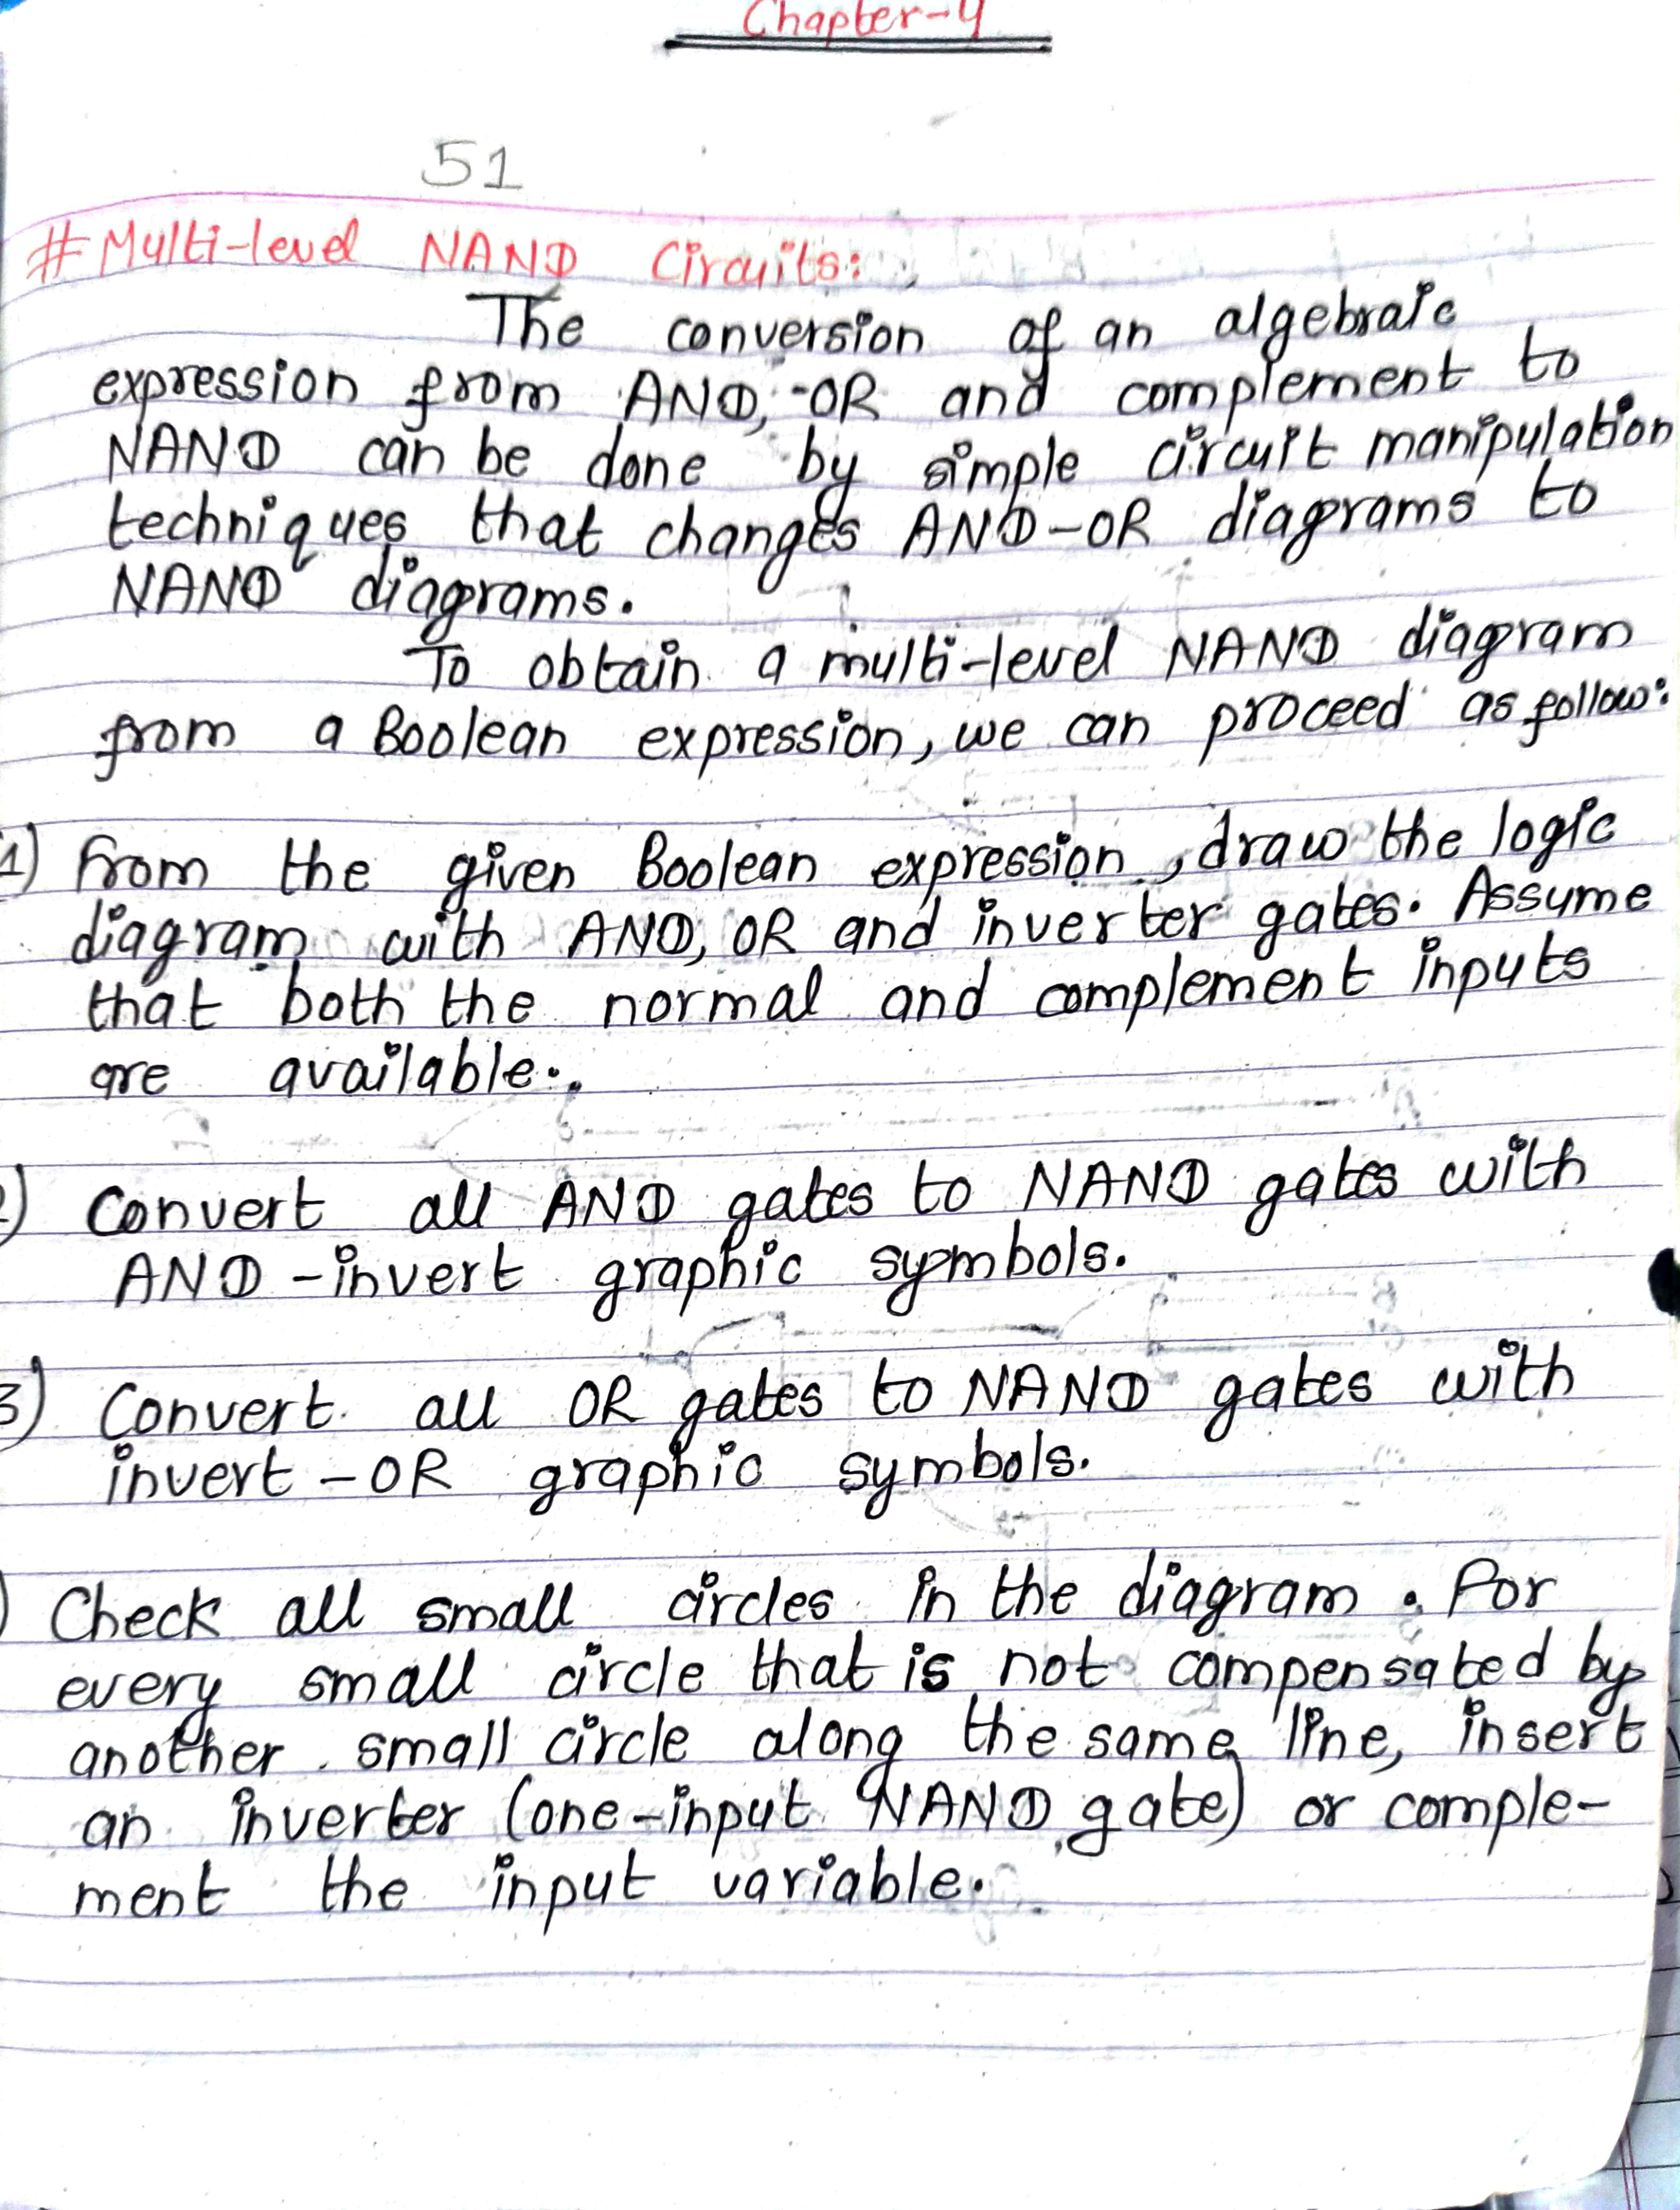 Chapter-4
51
# Multi-level NAND Circuits:
The conversion of an algebraic
expression from AND, -OR and complement to
NAND can be done by simple circuit manipulation
techniques that changes AND-OR diagrams to
NAND diagrams.
To obtain a multi-level NAND diagram
from a Boolean expression, we can proceed as follow:
1) From the given Boolean expression, draw the logic
diagram with AND, OR and inverter gates. Assume
that both the normal and complement inputs
are available.
) Convert all AND gates to NAND gates with
AND-invert graphic symbols.
3) Convert all OR gates to NAND gates with
invert-OR graphic symbols.
) Check all small circles in the diagram. For
every small circle that is not compensated by
another small circle along the same line, insert
an inverter (one-input NAND gate) or comple-
ment the input variable.